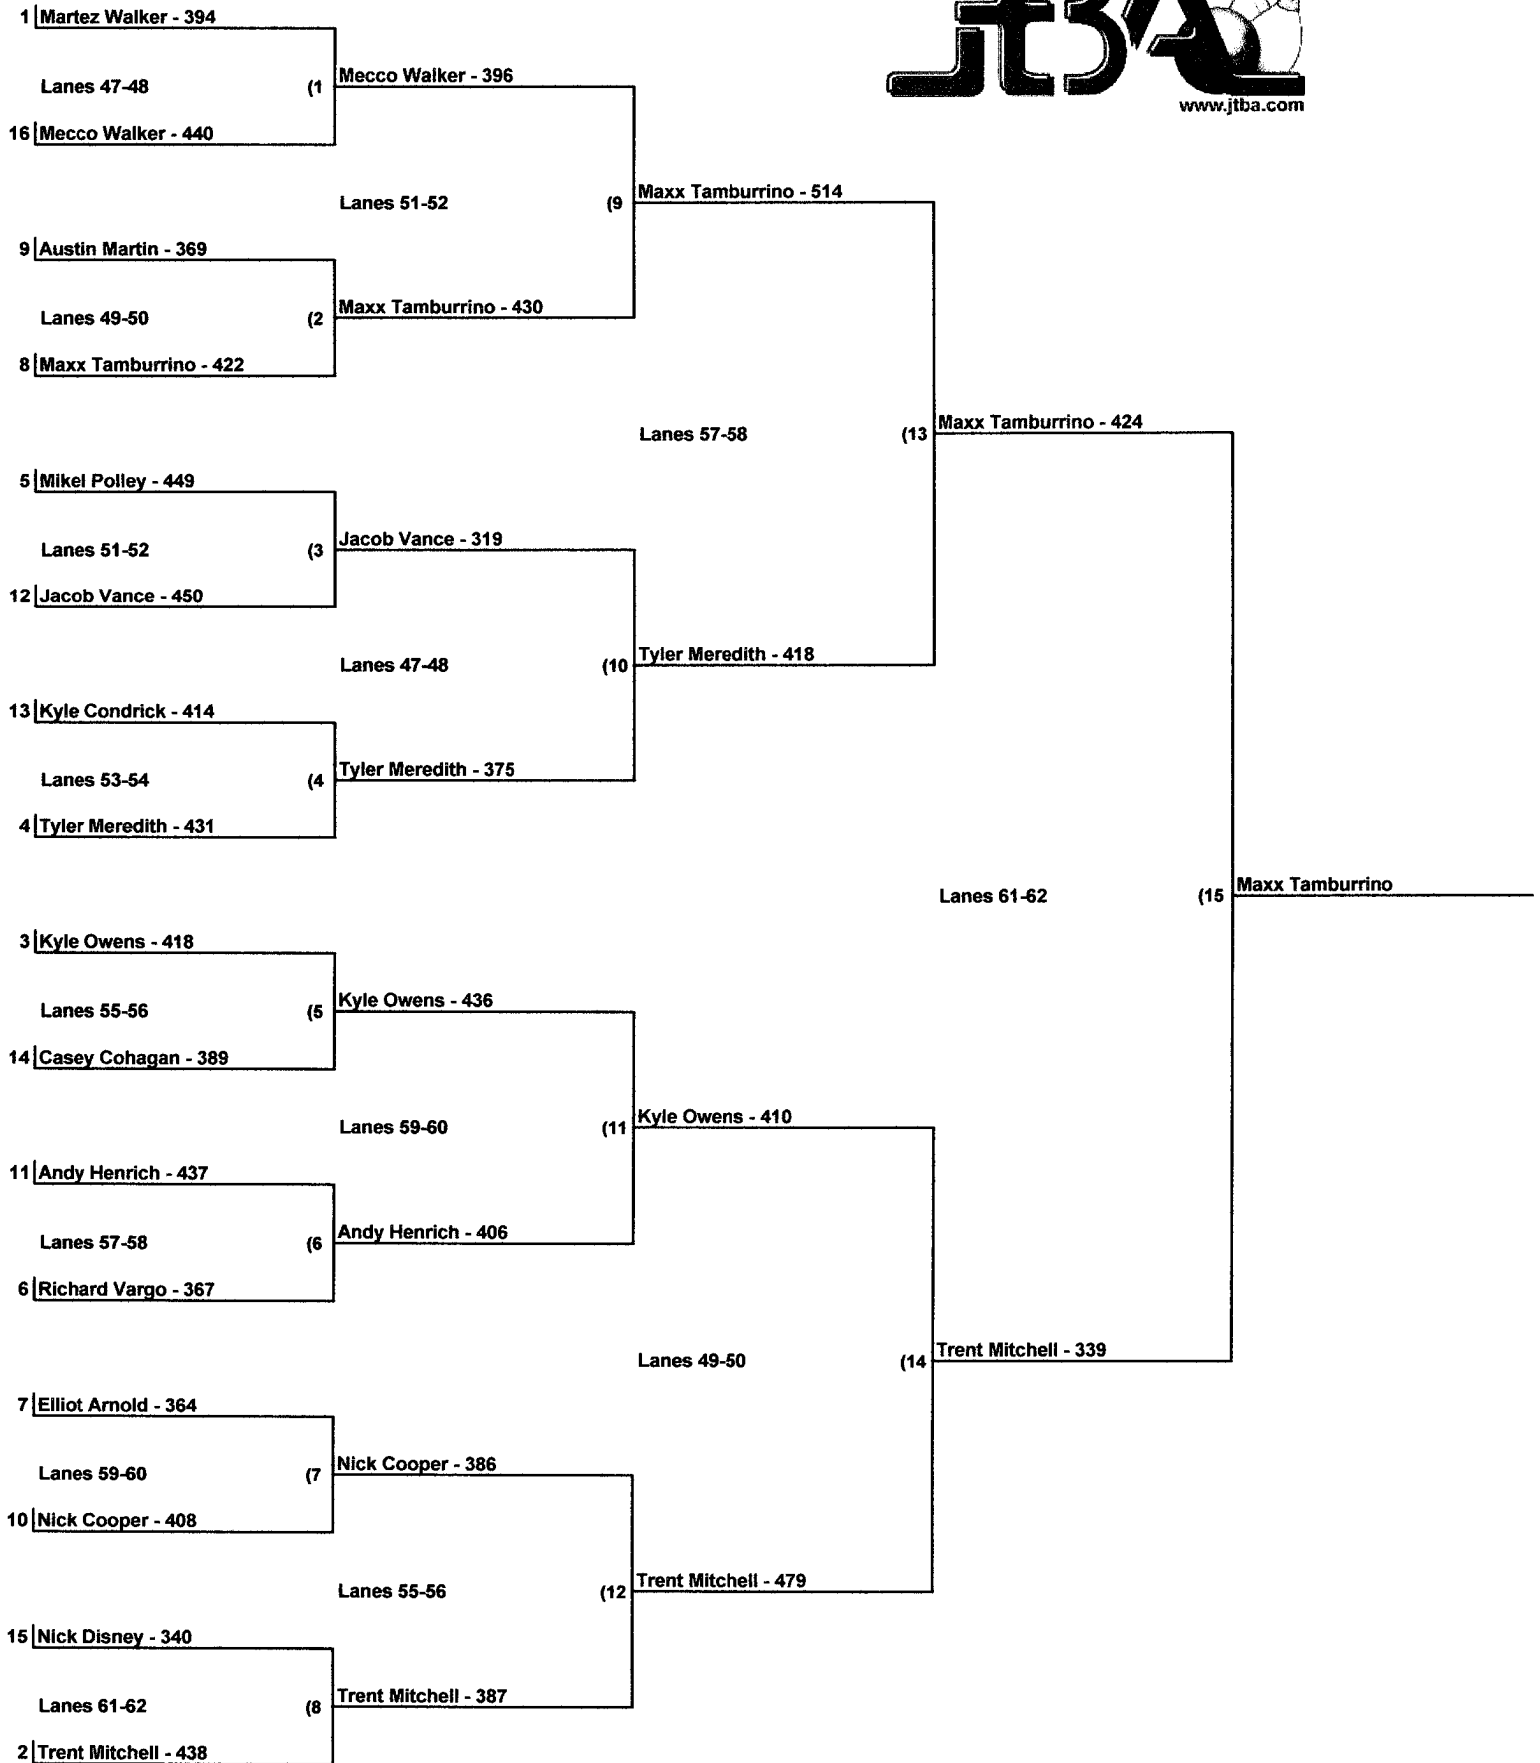 jtBA
www.jtba.com
1 Martez Walker - 394
Mecco Walker - 396
Lanes 47-48 (1
16 Mecco Walker - 440
Maxx Tamburrino - 514
Lanes 51-52 (9
9 Austin Martin - 369
Maxx Tamburrino - 430
Lanes 49-50 (2
8 Maxx Tamburrino - 422
Maxx Tamburrino - 424
Lanes 57-58 (13
5 Mikel Polley - 449
Jacob Vance - 319
Lanes 51-52 (3
12 Jacob Vance - 450
Tyler Meredith - 418
Lanes 47-48 (10
13 Kyle Condrick - 414
Tyler Meredith - 375
Lanes 53-54 (4
4 Tyler Meredith - 431
Maxx Tamburrino
Lanes 61-62 (15
3 Kyle Owens - 418
Kyle Owens - 436
Lanes 55-56 (5
14 Casey Cohagan - 389
Kyle Owens - 410
Lanes 59-60 (11
11 Andy Henrich - 437
Andy Henrich - 406
Lanes 57-58 (6
6 Richard Vargo - 367
Trent Mitchell - 339
Lanes 49-50 (14
7 Elliot Arnold - 364
Nick Cooper - 386
Lanes 59-60 (7
10 Nick Cooper - 408
Trent Mitchell - 479
Lanes 55-56 (12
15 Nick Disney - 340
Trent Mitchell - 387
Lanes 61-62 (8
2 Trent Mitchell - 438